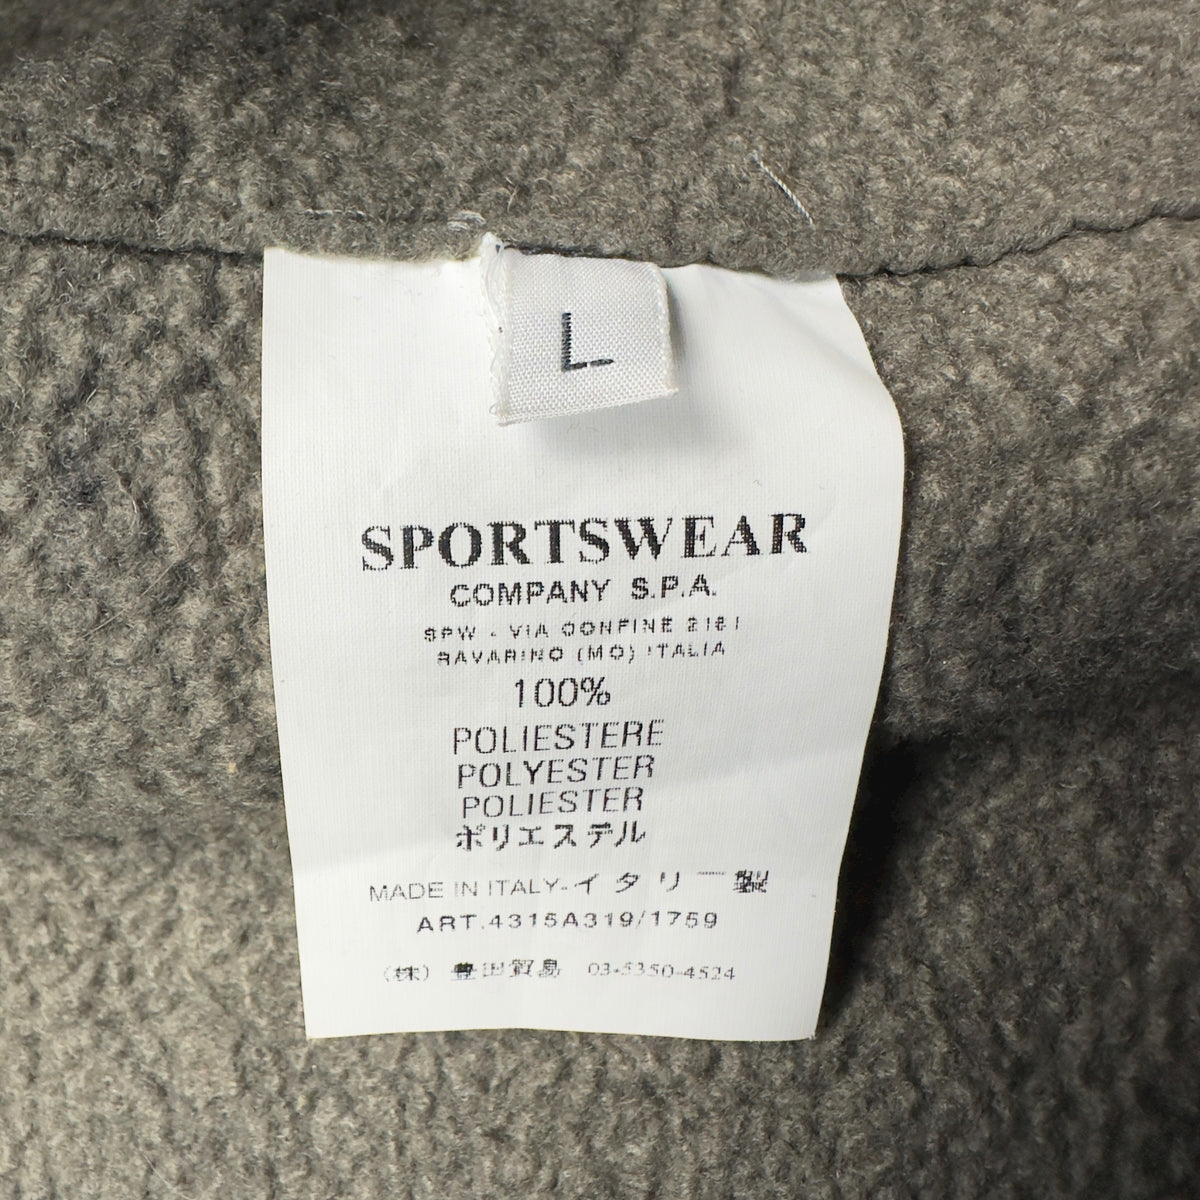 L
SPORTSWEAR
COMPANY S.P.A.
SPW - VIA CONFINE 2161
RAVARINO (MO) ITALIA
100%
POLIESTERE
POLYESTER
POLIESTER
ポリエステル
MADE IN ITALY-イタリー製
ART.4315A319/1759
(株) 豊田貿易 03-5350-4524